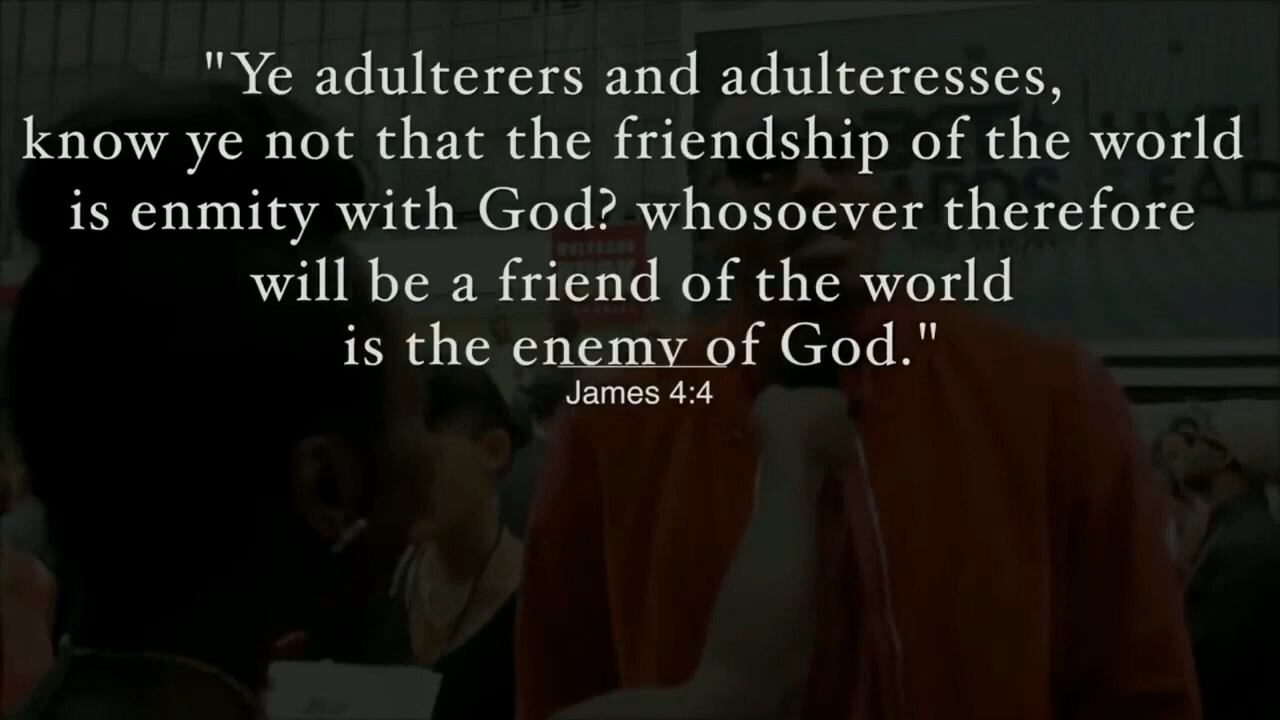 "Ye adulterers and adulteresses,
know ye not that the friendship of the world
is enmity with God? whosoever therefore
will be a friend of the world
is the enemy of God."
James 4:4